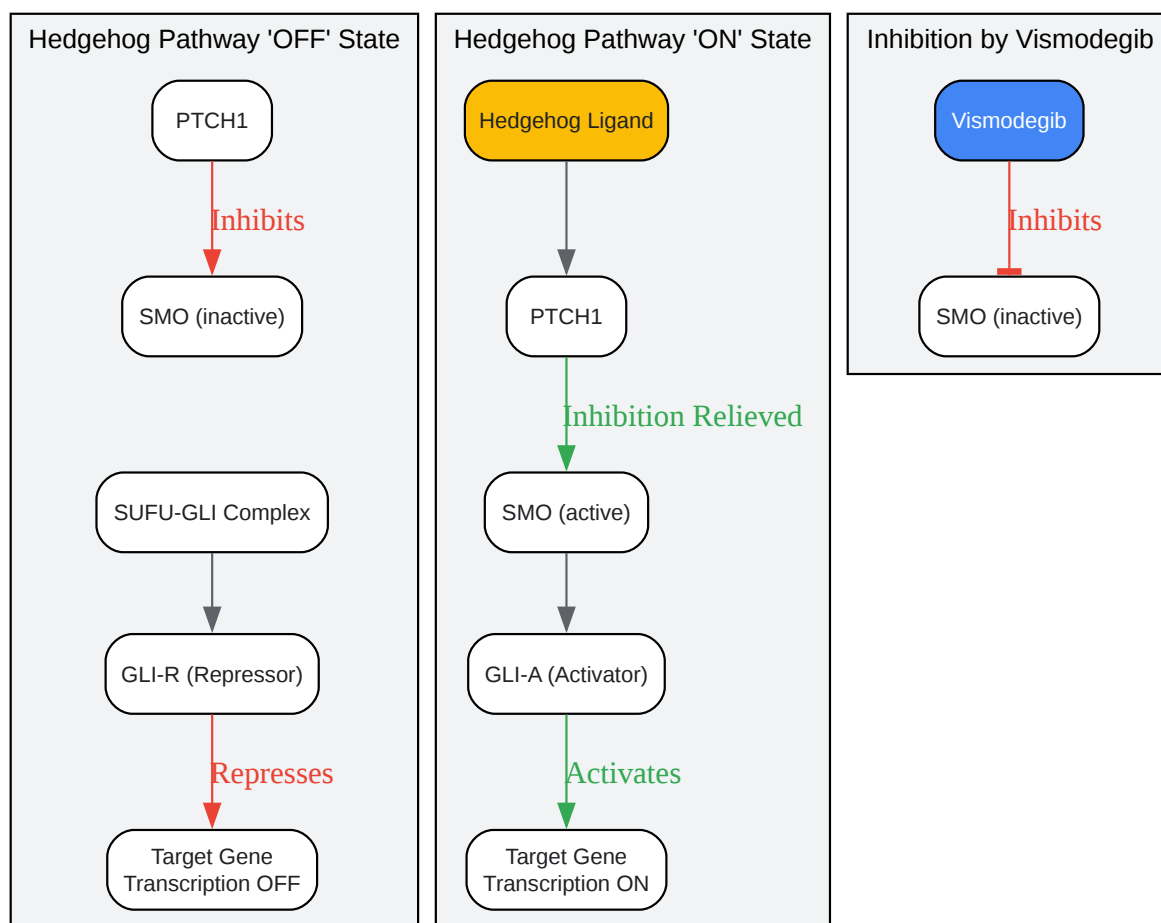 Hedgehog Pathway 'OFF' State
PTCH1
Inhibits
SMO (inactive)
SUFU-GLI Complex
GLI-R (Repressor)
Represses
Target Gene
Transcription OFF
Hedgehog Pathway 'ON' State
Hedgehog Ligand
PTCH1
Inhibition Relieved
SMO (active)
GLI-A (Activator)
Activates
Target Gene
Transcription ON
Inhibition by Vismodegib
Vismodegib
Inhibits
SMO (inactive)